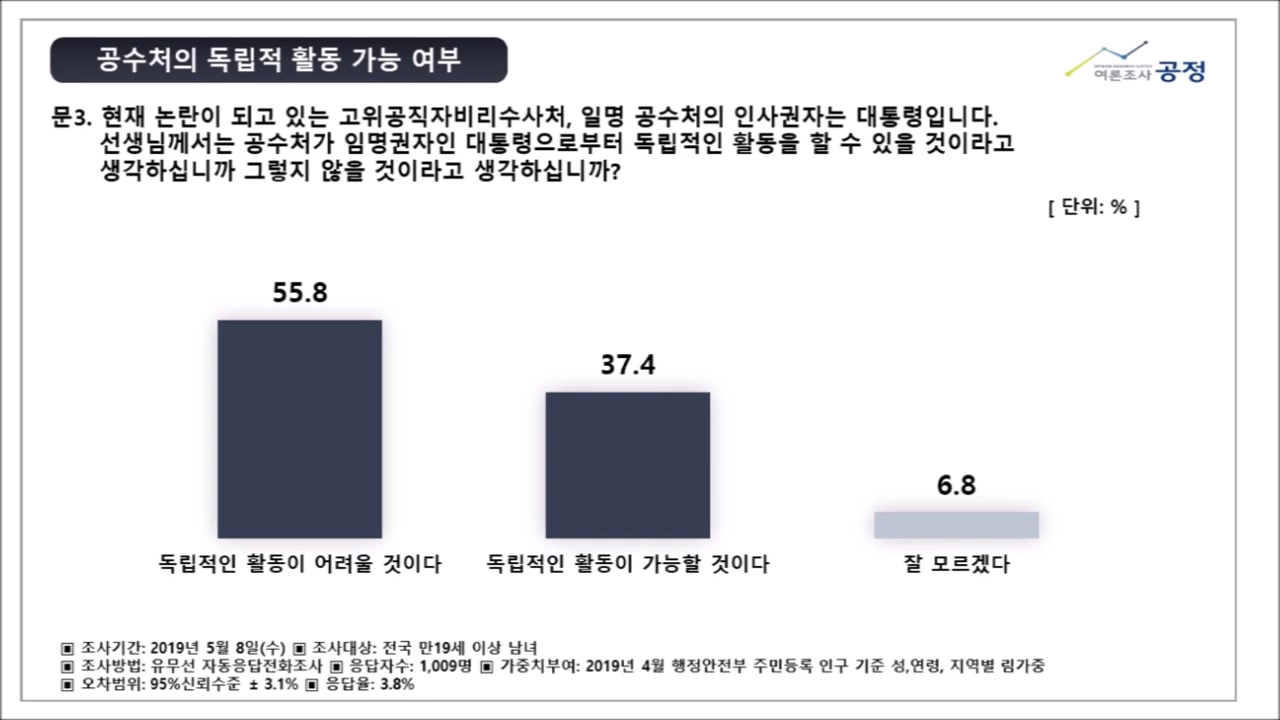 공수처의 독립적 활동 가능 여부
여론조사 공정
문3. 현재 논란이 되고 있는 고위공직자비리수사처, 일명 공수처의 인사권자는 대통령입니다.
선생님께서는 공수처가 임명권자인 대통령으로부터 독립적인 활동을 할 수 있을 것이라고
생각하십니까 그렇지 않을 것이라고 생각하십니까?
[ 단위: % ]
55.8
37.4
6.8
독립적인 활동이 어려울 것이다
독립적인 활동이 가능할 것이다
잘 모르겠다
▣ 조사기간: 2019년 5월 8일(수) ▣ 조사대상: 전국 만19세 이상 남녀
▣ 조사방법: 유무선 자동응답전화조사 ▣ 응답자수: 1,009명 ▣ 가중치부여: 2019년 4월 행정안전부 주민등록 인구 기준 성,연령, 지역별 림가중
▣ 오차범위: 95%신뢰수준 ± 3.1% ▣ 응답율: 3.8%